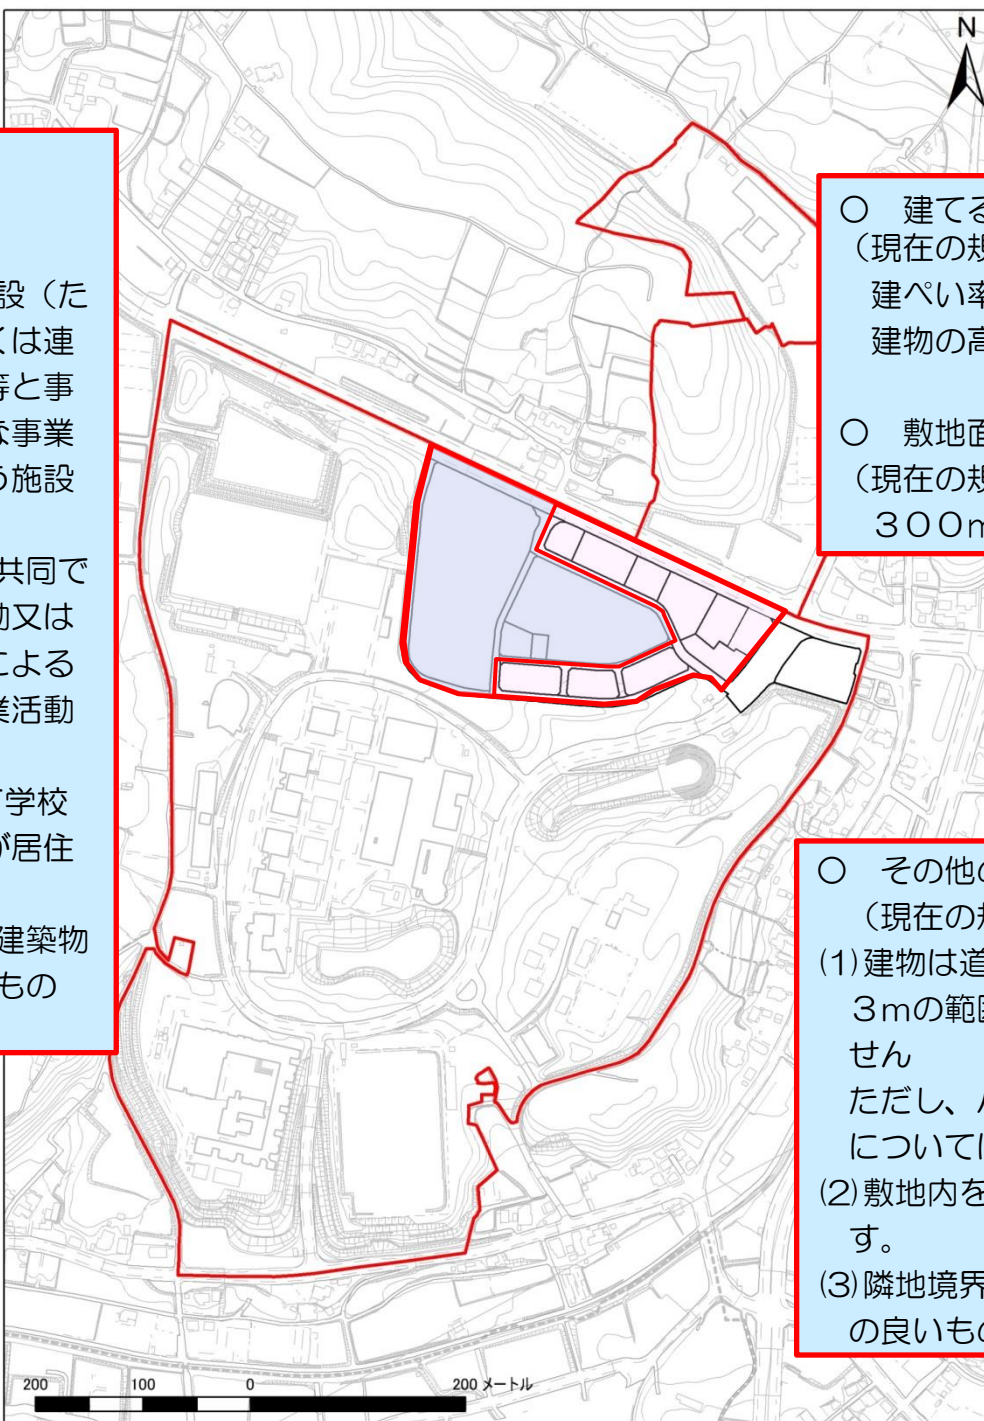 N
設（た
くは連
等と事
な事業
う施設
共同で
動又は
による
業活動
学校
が居住
建築物
もの
○　建てる
（現在の規
建ぺい率
建物の高
○　敷地面
（現在の規
３００ｍ
○　その他の
（現在の規
⑴建物は道
３ｍの範囲
せん
ただし、
については
⑵敷地内を
す。
⑶隣地境界
の良いもの
200 100 0 200 メートル